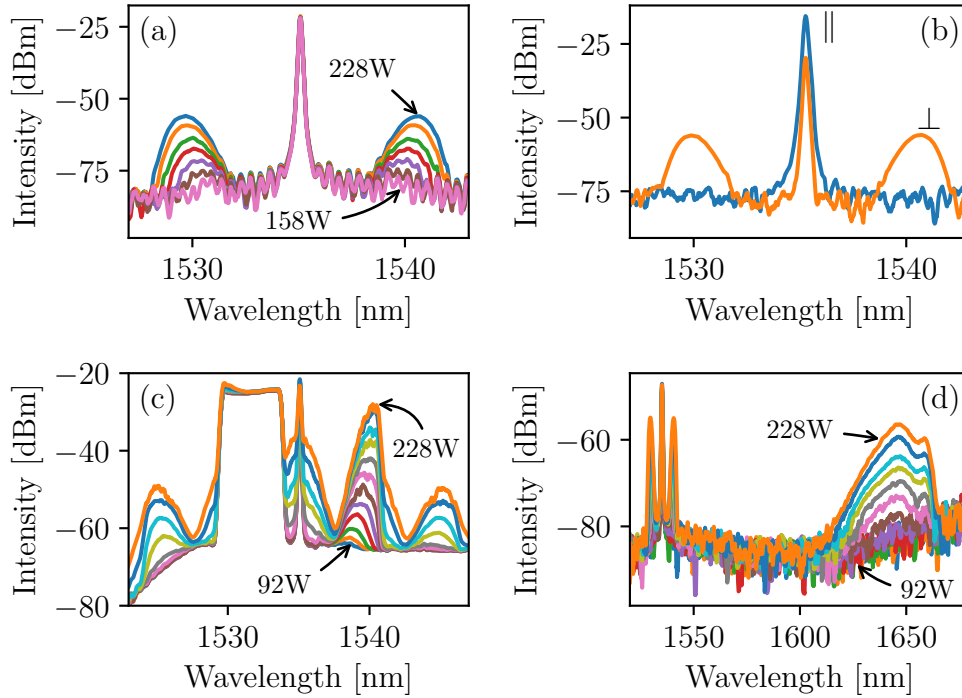 (a)
228W
158W
Intensity [dBm]
−25
−50
−75
1530
1540
Wavelength [nm]
(b)
∥
⊥
Intensity [dBm]
−25
−50
−75
1530
1540
Wavelength [nm]
(c)
228W
92W
Intensity [dBm]
−20
−40
−60
−80
1530
1540
Wavelength [nm]
(d)
228W
92W
Intensity [dBm]
−60
−80
1550
1600
1650
Wavelength [nm]